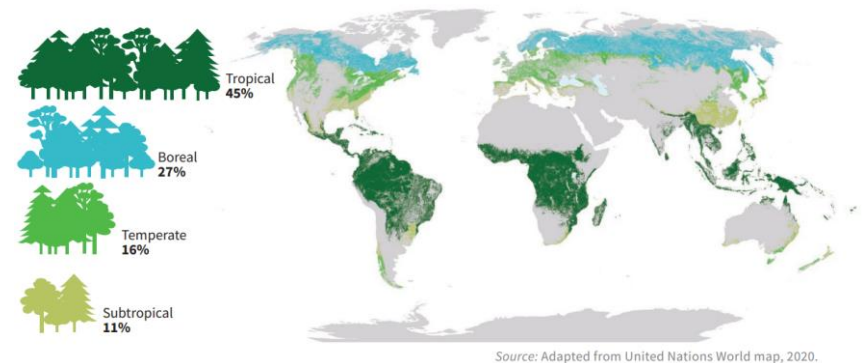 Tropical
45%
Boreal
27%
Temperate
16%
Subtropical
11%
Source: Adapted from United Nations World map, 2020.